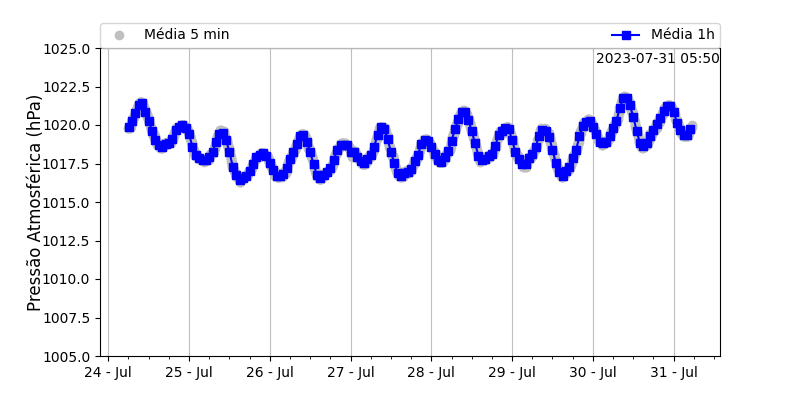 Média 5 min
Média 1h
2023-07-31 05:50
Pressão Atmosférica (hPa)
1025.0
1022.5
1020.0
1017.5
1015.0
1012.5
1010.0
1007.5
1005.0
24 - Jul
25 - Jul
26 - Jul
27 - Jul
28 - Jul
29 - Jul
30 - Jul
31 - Jul